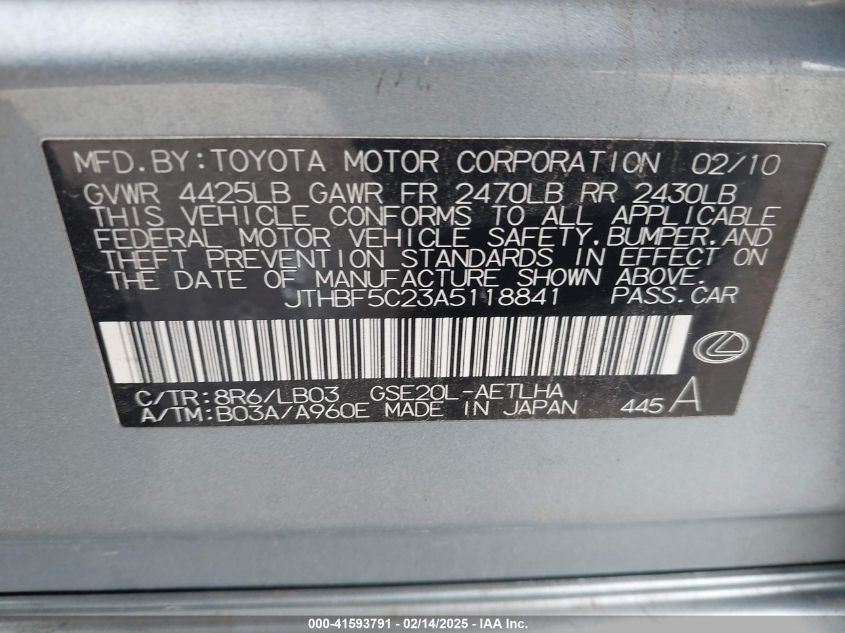 MFD.BY:TOYOTA MOTOR CORPORATION 02/10
GVWR 4425LB GAWR FR 2470LB RR 2430LB
THIS VEHICLE CONFORMS TO ALL APPLICABLE
FEDERAL MOTOR VEHICLE SAFETY,BUMPER,AND
THEFT PREVENTION STANDARDS IN EFFECT ON
THE DATE OF MANUFACTURE SHOWN ABOVE.
JTHBF5C23A5118841 PASS.CAR
C/TR:8R6/LB03 GSE20L-AETLHA
A/TM:B03A/A960E MADE IN JAPAN 445 A
000-41593791 - 02/14/2025 - IAA Inc.